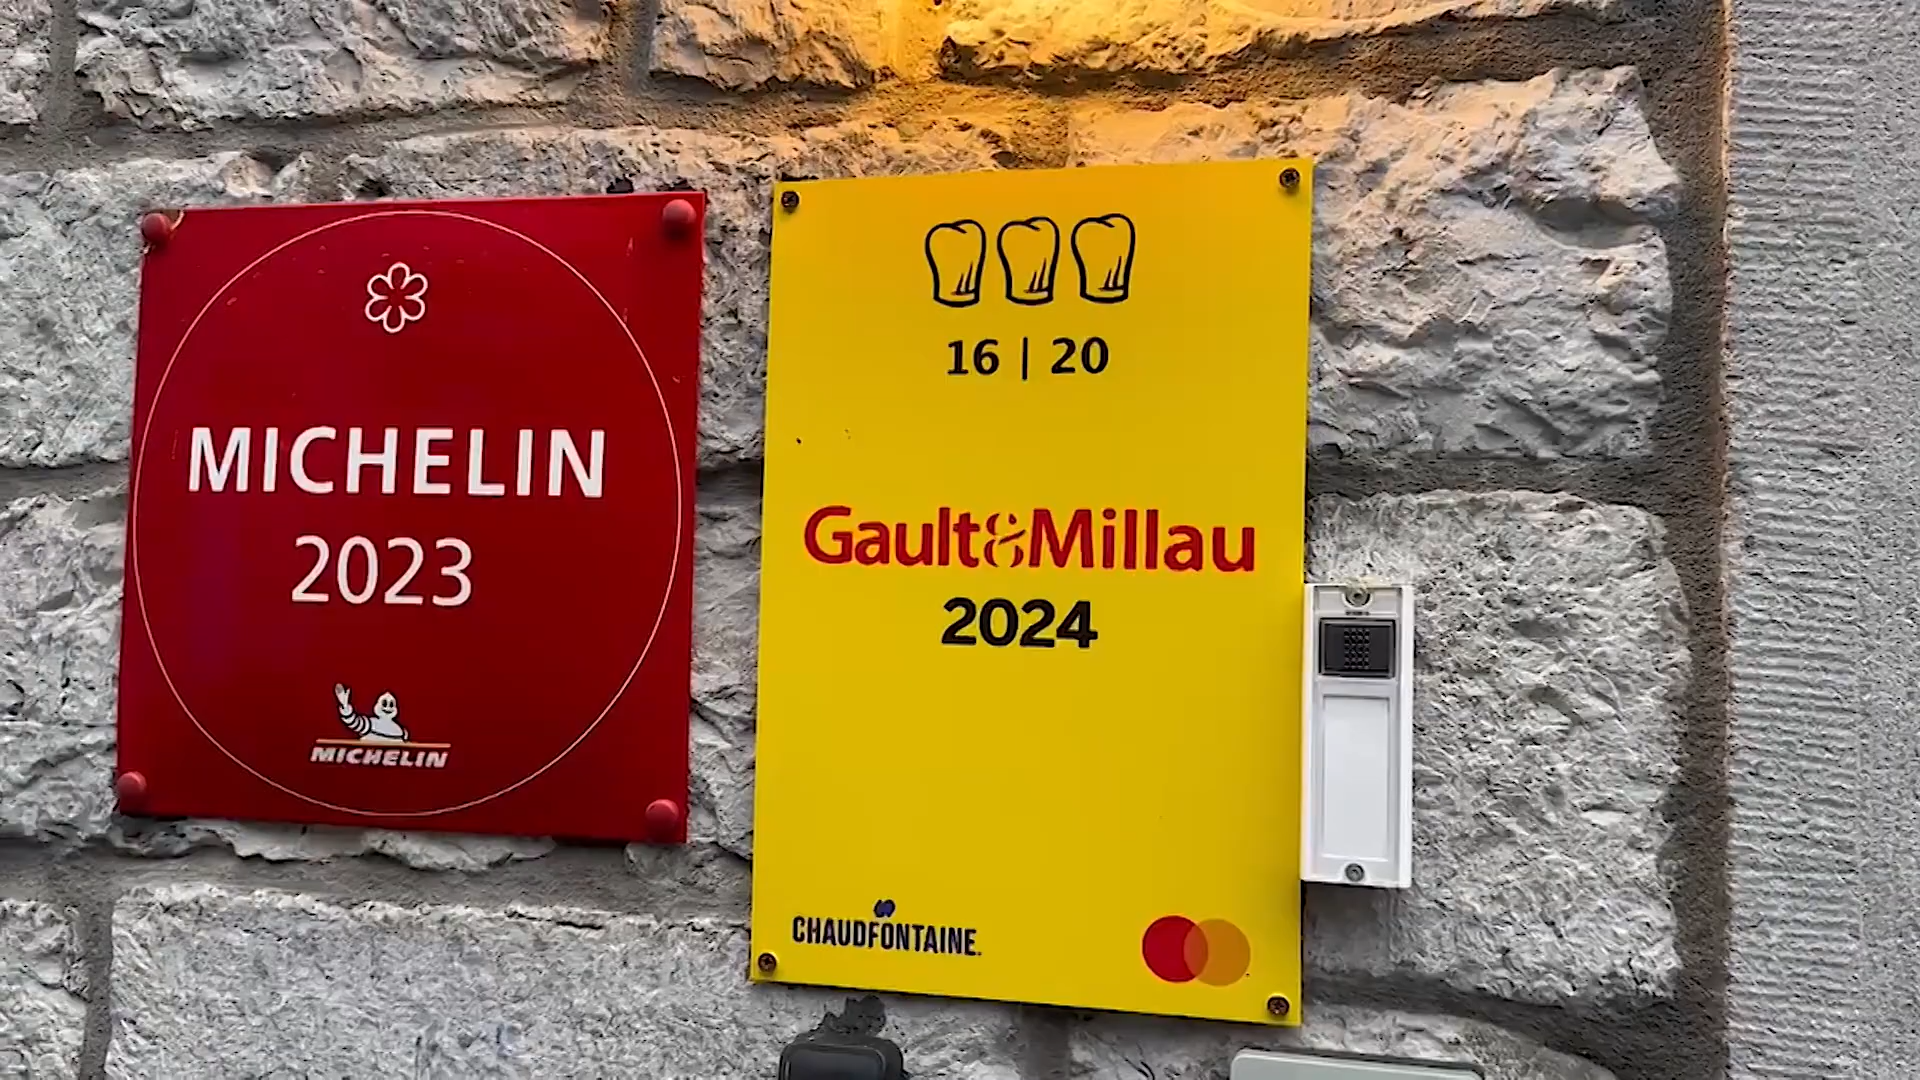 MICHELIN
2023
MICHELIN
16 | 20
Gault&Millau
2024
CHAUDFONTAINE.